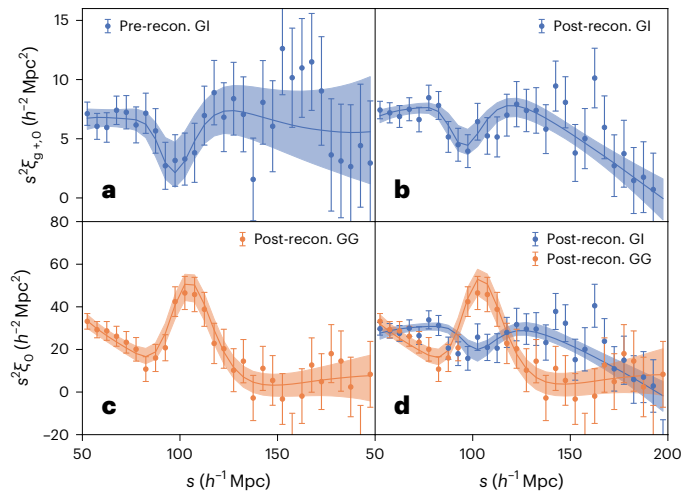 15
10
5
0
s²ξg+,0 (h⁻² Mpc²)
Pre-recon. GI
a
Post-recon. GI
b
80
60
40
20
0
−20
s²ξ0 (h⁻² Mpc²)
Post-recon. GG
c
Post-recon. GI
Post-recon. GG
d
50 100 150 50 100 150 200
s (h⁻¹ Mpc) s (h⁻¹ Mpc)